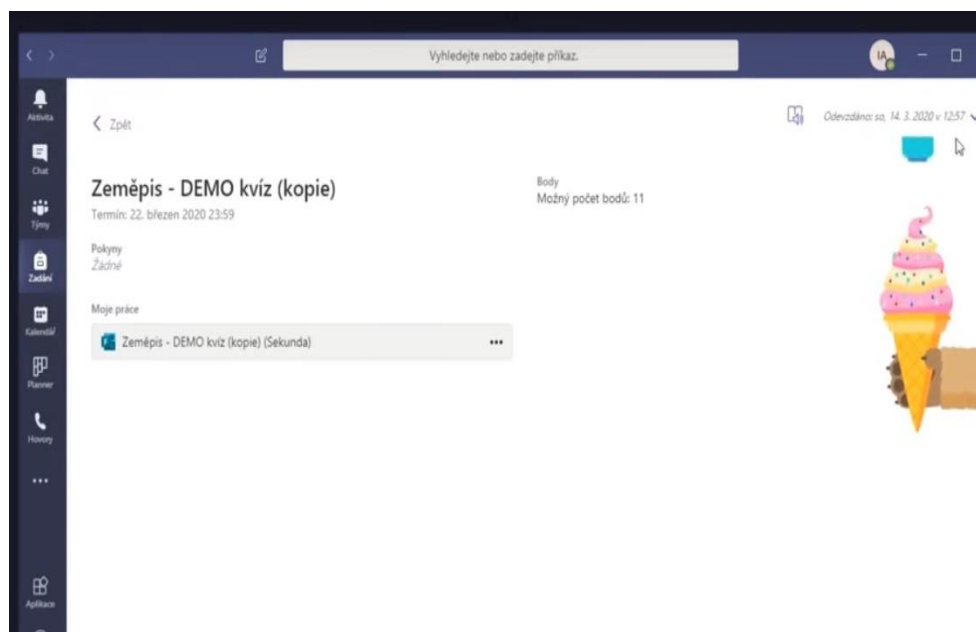 Vyhledejte nebo zadejte příkaz.
IA
Aktivita
Chat
Týmy
Zadání
Kalendář
Planner
Hovory
Aplikace
Zpět
Odevzdáno: so, 14. 3. 2020 v 12:57
Zeměpis - DEMO kvíz (kopie)
Termín: 22. březen 2020 23:59
Body
Možný počet bodů: 11
Pokyny
Žádné
Moje práce
Zeměpis - DEMO kvíz (kopie) (Sekunda)